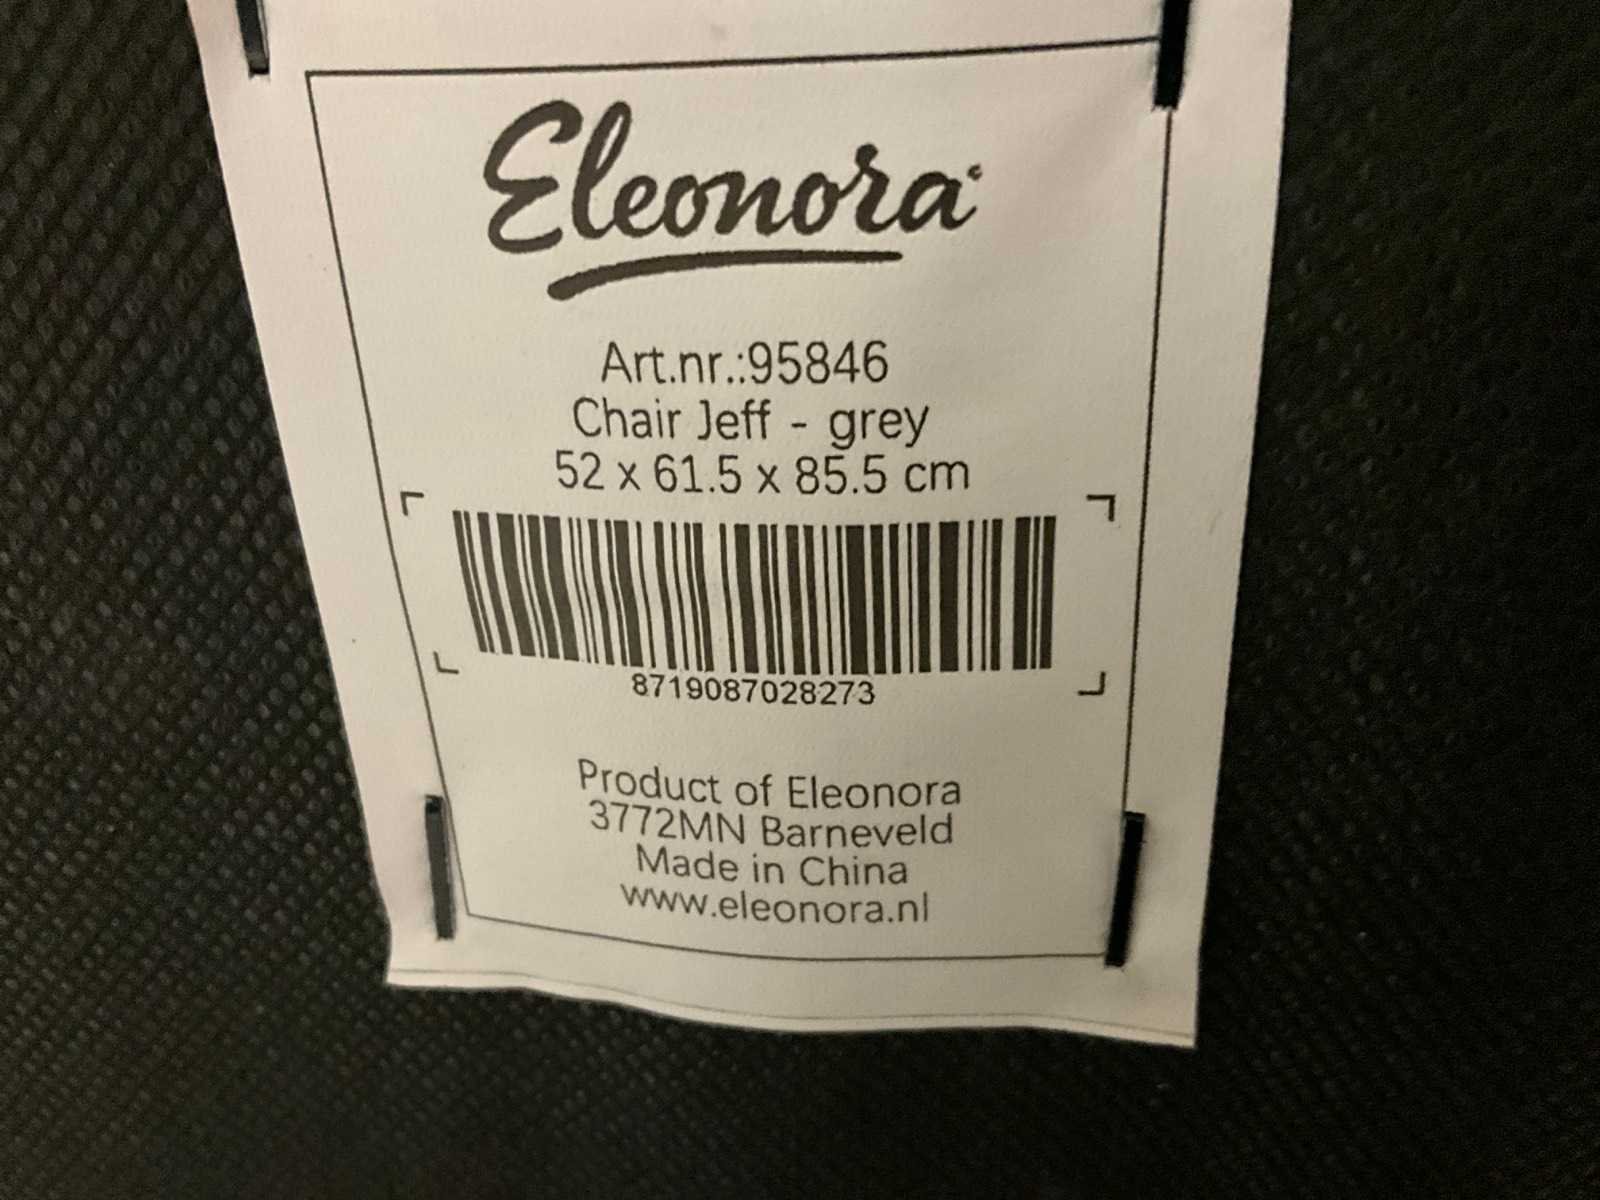 Eleonora
Art.nr.:95846
Chair Jeff - grey
52 x 61.5 x 85.5 cm
8719087028273
Product of Eleonora
3772MN Barneveld
Made in China
www.eleonora.nl